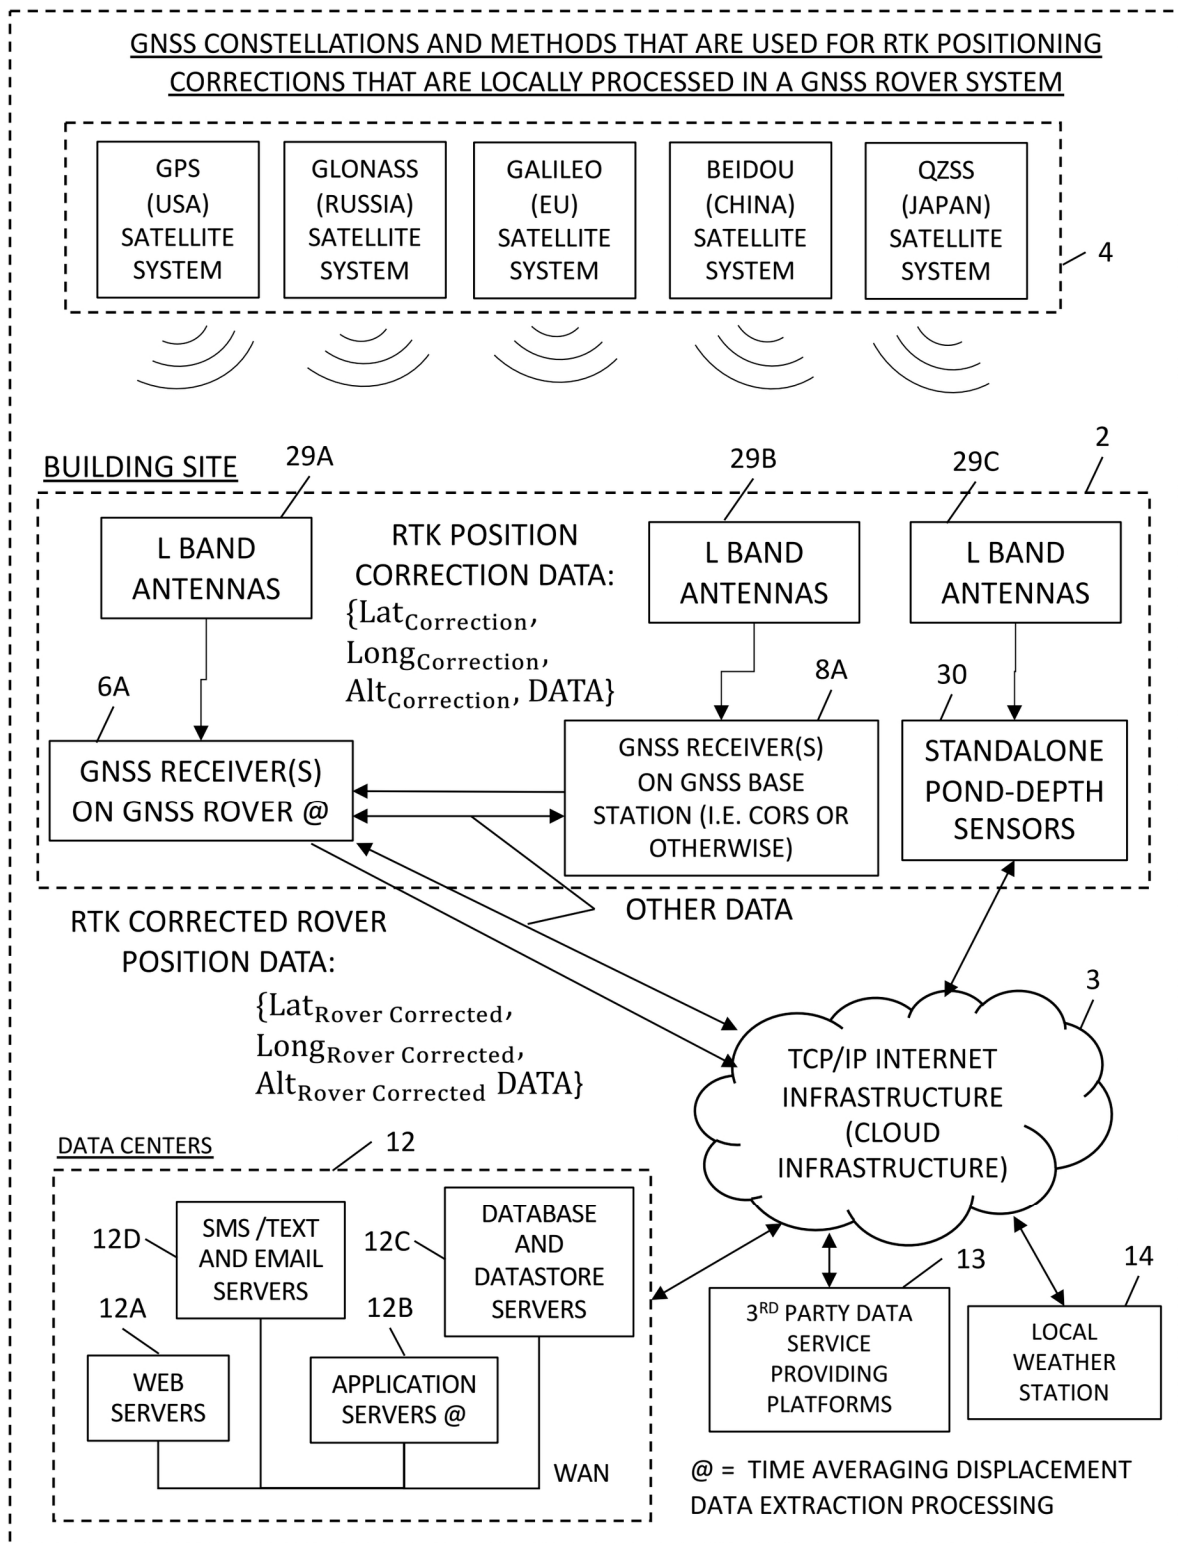 GNSS CONSTELLATIONS AND METHODS THAT ARE USED FOR RTK POSITIONING
CORRECTIONS THAT ARE LOCALLY PROCESSED IN A GNSS ROVER SYSTEM
GPS
(USA)
SATELLITE
SYSTEM
GLONASS
(RUSSIA)
SATELLITE
SYSTEM
GALILEO
(EU)
SATELLITE
SYSTEM
BEIDOU
(CHINA)
SATELLITE
SYSTEM
QZSS
(JAPAN)
SATELLITE
SYSTEM
4
BUILDING SITE
29A
29B
29C
2
L BAND
ANTENNAS
RTK POSITION
CORRECTION DATA:
{Lat_Correction,
Long_Correction,
Alt_Correction, DATA}
L BAND
ANTENNAS
L BAND
ANTENNAS
6A
8A
30
GNSS RECEIVER(S)
ON GNSS ROVER @
GNSS RECEIVER(S)
ON GNSS BASE
STATION (I.E. CORS OR
OTHERWISE)
STANDALONE
POND-DEPTH
SENSORS
OTHER DATA
RTK CORRECTED ROVER
POSITION DATA:
{Lat_Rover Corrected,
Long_Rover Corrected,
Alt_Rover Corrected DATA}
3
TCP/IP INTERNET
INFRASTRUCTURE
(CLOUD
INFRASTRUCTURE)
DATA CENTERS
12
12D
SMS /TEXT
AND EMAIL
SERVERS
12C
DATABASE
AND
DATASTORE
SERVERS
12A
WEB
SERVERS
12B
APPLICATION
SERVERS @
WAN
13
3RD PARTY DATA
SERVICE
PROVIDING
PLATFORMS
14
LOCAL
WEATHER
STATION
@ = TIME AVERAGING DISPLACEMENT
DATA EXTRACTION PROCESSING